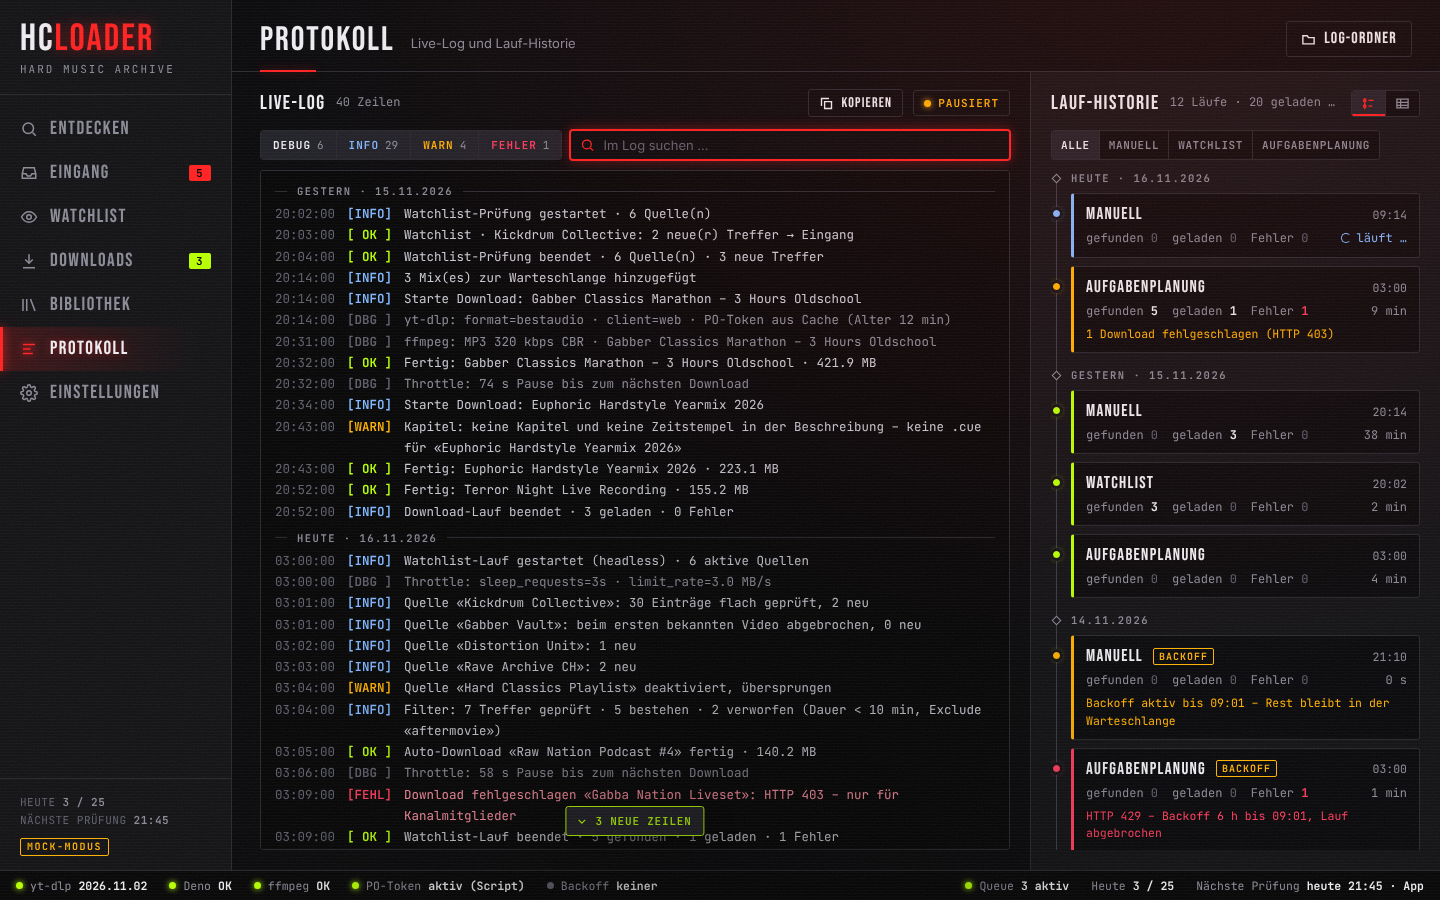 HCLOADER
HARD MUSIC ARCHIVE
ENTDECKEN
EINGANG 5
WATCHLIST
DOWNLOADS 3
BIBLIOTHEK
PROTOKOLL
EINSTELLUNGEN
HEUTE 3 / 25
NÄCHSTE PRÜFUNG 21:45
MOCK-MODUS
PROTOKOLL Live-Log und Lauf-Historie
LOG-ORDNER
LIVE-LOG 40 Zeilen
KOPIEREN
PAUSIERT
DEBUG 6 INFO 29 WARN 4 FEHLER 1
Im Log suchen …
GESTERN · 15.11.2026
20:02:00 [INFO] Watchlist-Prüfung gestartet · 6 Quelle(n)
20:03:00 [ OK ] Watchlist · Kickdrum Collective: 2 neue(r) Treffer → Eingang
20:04:00 [ OK ] Watchlist-Prüfung beendet · 6 Quelle(n) · 3 neue Treffer
20:14:00 [INFO] 3 Mix(es) zur Warteschlange hinzugefügt
20:14:00 [INFO] Starte Download: Gabber Classics Marathon – 3 Hours Oldschool
20:14:00 [DBG ] yt-dlp: format=bestaudio · client=web · PO-Token aus Cache (Alter 12 min)
20:31:00 [DBG ] ffmpeg: MP3 320 kbps CBR · Gabber Classics Marathon – 3 Hours Oldschool
20:32:00 [ OK ] Fertig: Gabber Classics Marathon – 3 Hours Oldschool · 421.9 MB
20:32:00 [DBG ] Throttle: 74 s Pause bis zum nächsten Download
20:34:00 [INFO] Starte Download: Euphoric Hardstyle Yearmix 2026
20:43:00 [WARN] Kapitel: keine Kapitel und keine Zeitstempel in der Beschreibung – keine .cue
für «Euphoric Hardstyle Yearmix 2026»
20:43:00 [ OK ] Fertig: Euphoric Hardstyle Yearmix 2026 · 223.1 MB
20:52:00 [ OK ] Fertig: Terror Night Live Recording · 155.2 MB
20:52:00 [INFO] Download-Lauf beendet · 3 geladen · 0 Fehler
HEUTE · 16.11.2026
03:00:00 [INFO] Watchlist-Lauf gestartet (headless) · 6 aktive Quellen
03:00:00 [DBG ] Throttle: sleep_requests=3s · limit_rate=3.0 MB/s
03:01:00 [INFO] Quelle «Kickdrum Collective»: 30 Einträge flach geprüft, 2 neu
03:01:00 [INFO] Quelle «Gabber Vault»: beim ersten bekannten Video abgebrochen, 0 neu
03:02:00 [INFO] Quelle «Distortion Unit»: 1 neu
03:03:00 [INFO] Quelle «Rave Archive CH»: 2 neu
03:04:00 [WARN] Quelle «Hard Classics Playlist» deaktiviert, übersprungen
03:04:00 [INFO] Filter: 7 Treffer geprüft · 5 bestehen · 2 verworfen (Dauer < 10 min, Exclude
«aftermovie»)
03:05:00 [ OK ] Auto-Download «Raw Nation Podcast #4» fertig · 140.2 MB
03:06:00 [DBG ] Throttle: 58 s Pause bis zum nächsten Download
03:09:00 [FEHL] Download fehlgeschlagen «Gabba Nation Liveset»: HTTP 403 – nur für
Kanalmitglieder
03:09:00 [ OK ] Watchlist-Lauf beendet · 5 gefunden · 1 geladen · 1 Fehler
3 NEUE ZEILEN
LAUF-HISTORIE 12 Läufe · 20 geladen …
ALLE MANUELL WATCHLIST AUFGABENPLANUNG
HEUTE · 16.11.2026
MANUELL 09:14
gefunden 0 geladen 0 Fehler 0 läuft …
AUFGABENPLANUNG 03:00
gefunden 5 geladen 1 Fehler 1 9 min
1 Download fehlgeschlagen (HTTP 403)
GESTERN · 15.11.2026
MANUELL 20:14
gefunden 0 geladen 3 Fehler 0 38 min
WATCHLIST 20:02
gefunden 3 geladen 0 Fehler 0 2 min
AUFGABENPLANUNG 03:00
gefunden 0 geladen 0 Fehler 0 4 min
14.11.2026
MANUELL BACKOFF 21:10
gefunden 0 geladen 0 Fehler 0 0 s
Backoff aktiv bis 09:01 – Rest bleibt in der
Warteschlange
AUFGABENPLANUNG BACKOFF 03:00
gefunden 0 geladen 0 Fehler 1 1 min
HTTP 429 – Backoff 6 h bis 09:01, Lauf
abgebrochen
yt-dlp 2026.11.02 Deno OK ffmpeg OK PO-Token aktiv (Script) Backoff keiner
Queue 3 aktiv Heute 3 / 25 Nächste Prüfung heute 21:45 · App